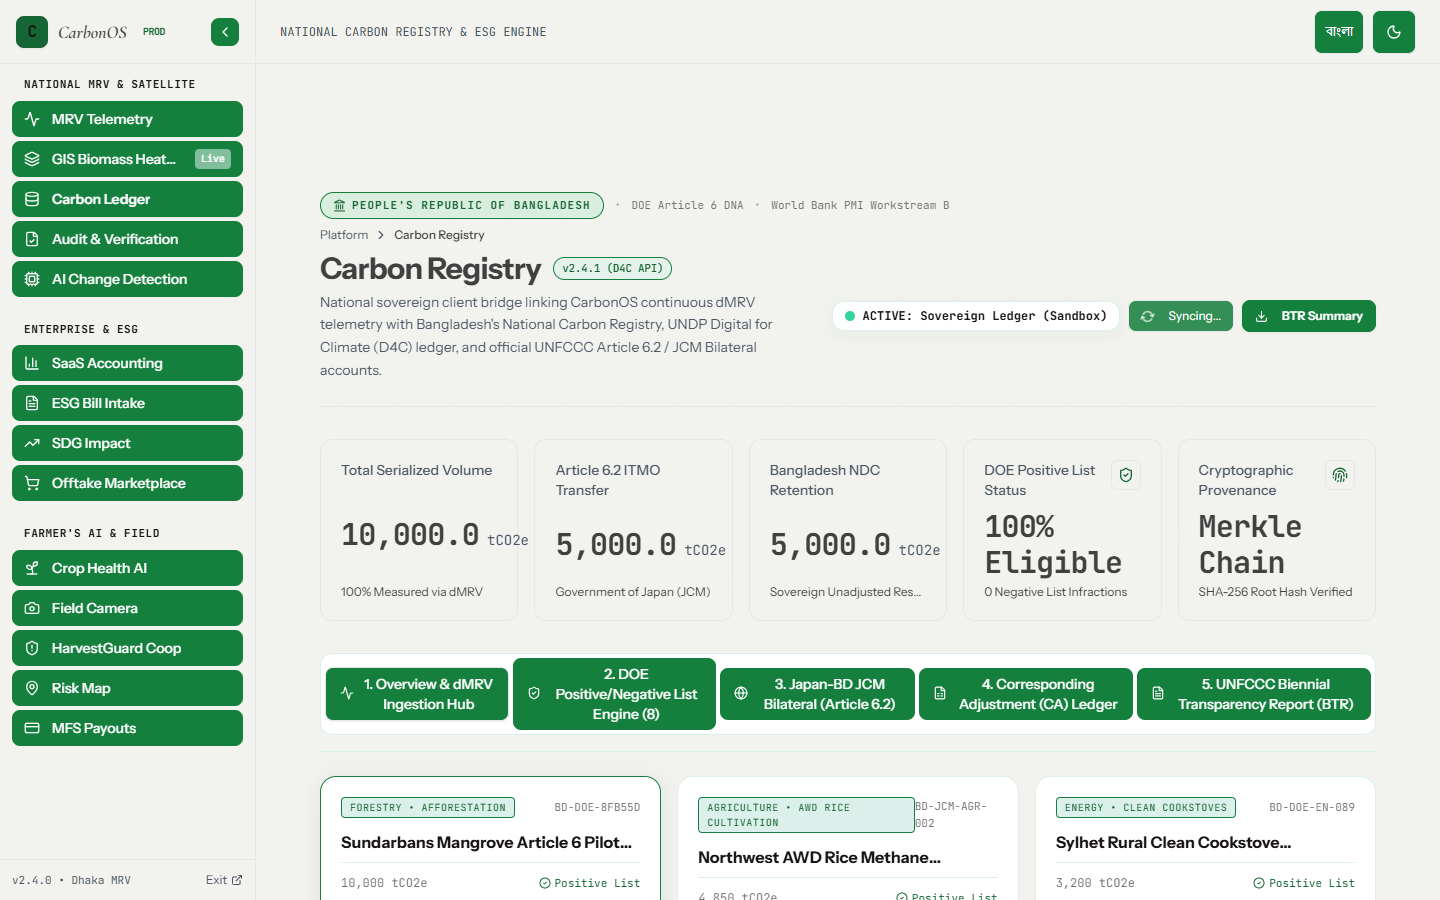 C CarbonOS PROD
NATIONAL CARBON REGISTRY & ESG ENGINE
বাংলা
NATIONAL MRV & SATELLITE
MRV Telemetry
GIS Biomass Heat... Live
Carbon Ledger
Audit & Verification
AI Change Detection
ENTERPRISE & ESG
SaaS Accounting
ESG Bill Intake
SDG Impact
Offtake Marketplace
FARMER'S AI & FIELD
Crop Health AI
Field Camera
HarvestGuard Coop
Risk Map
MFS Payouts
v2.4.0 • Dhaka MRV
Exit
PEOPLE'S REPUBLIC OF BANGLADESH · DOE Article 6 DNA · World Bank PMI Workstream B
Platform > Carbon Registry
Carbon Registry v2.4.1 (D4C API)
National sovereign client bridge linking CarbonOS continuous dMRV
telemetry with Bangladesh's National Carbon Registry, UNDP Digital for
Climate (D4C) ledger, and official UNFCCC Article 6.2 / JCM Bilateral
accounts.
ACTIVE: Sovereign Ledger (Sandbox)
Syncing...
BTR Summary
Total Serialized Volume
10,000.0 tCO2e
100% Measured via dMRV
Article 6.2 ITMO
Transfer
5,000.0 tCO2e
Government of Japan (JCM)
Bangladesh NDC
Retention
5,000.0 tCO2e
Sovereign Unadjusted Res...
DOE Positive List
Status
100%
Eligible
0 Negative List Infractions
Cryptographic
Provenance
Merkle
Chain
SHA-256 Root Hash Verified
1. Overview & dMRV
Ingestion Hub
2. DOE
Positive/Negative List
Engine (8)
3. Japan-BD JCM
Bilateral (Article 6.2)
4. Corresponding
Adjustment (CA) Ledger
5. UNFCCC Biennial
Transparency Report (BTR)
FORESTRY • AFFORESTATION
BD-DOE-8FB55D
Sundarbans Mangrove Article 6 Pilot...
10,000 tCO2e
Positive List
AGRICULTURE • AWD RICE
CULTIVATION
BD-JCM-AGR-
002
Northwest AWD Rice Methane...
4,850 tCO2e
Positive List
ENERGY • CLEAN COOKSTOVES
BD-DOE-EN-089
Sylhet Rural Clean Cookstove...
3,200 tCO2e
Positive List